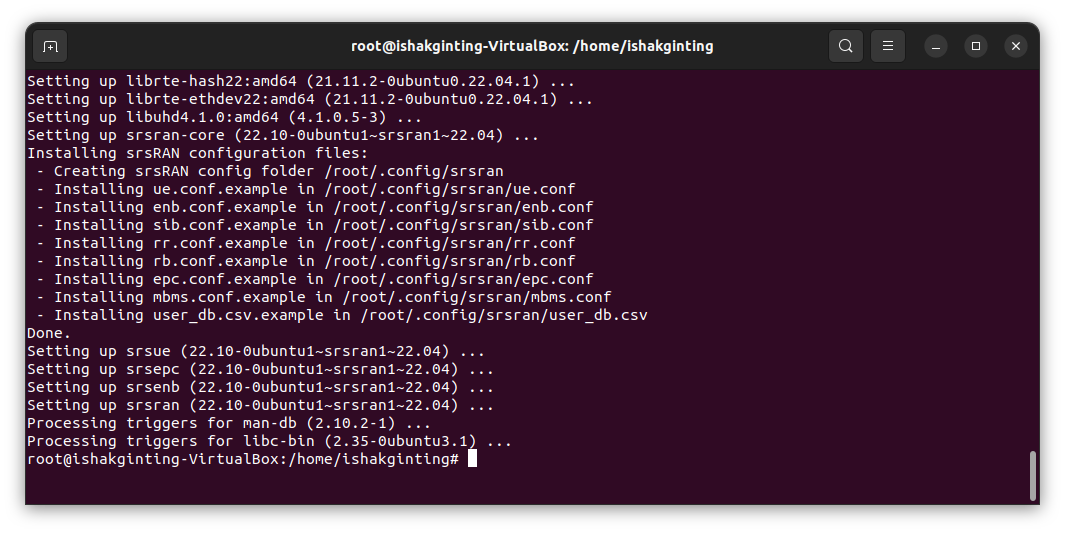 root@ishakginting-VirtualBox: /home/ishakginting
Setting up librte-hash22:amd64 (21.11.2-0ubuntu0.22.04.1) ...
Setting up librte-ethdev22:amd64 (21.11.2-0ubuntu0.22.04.1) ...
Setting up libuhd4.1.0:amd64 (4.1.0.5-3) ...
Setting up srsran-core (22.10-0ubuntu1~srsran1~22.04) ...
Installing srsRAN configuration files:
 - Creating srsRAN config folder /root/.config/srsran
 - Installing ue.conf.example in /root/.config/srsran/ue.conf
 - Installing enb.conf.example in /root/.config/srsran/enb.conf
 - Installing sib.conf.example in /root/.config/srsran/sib.conf
 - Installing rr.conf.example in /root/.config/srsran/rr.conf
 - Installing rb.conf.example in /root/.config/srsran/rb.conf
 - Installing epc.conf.example in /root/.config/srsran/epc.conf
 - Installing mbms.conf.example in /root/.config/srsran/mbms.conf
 - Installing user_db.csv.example in /root/.config/srsran/user_db.csv
Done.
Setting up srsue (22.10-0ubuntu1~srsran1~22.04) ...
Setting up srsepc (22.10-0ubuntu1~srsran1~22.04) ...
Setting up srsenb (22.10-0ubuntu1~srsran1~22.04) ...
Setting up srsran (22.10-0ubuntu1~srsran1~22.04) ...
Processing triggers for man-db (2.10.2-1) ...
Processing triggers for libc-bin (2.35-0ubuntu3.1) ...
root@ishakginting-VirtualBox:/home/ishakginting#